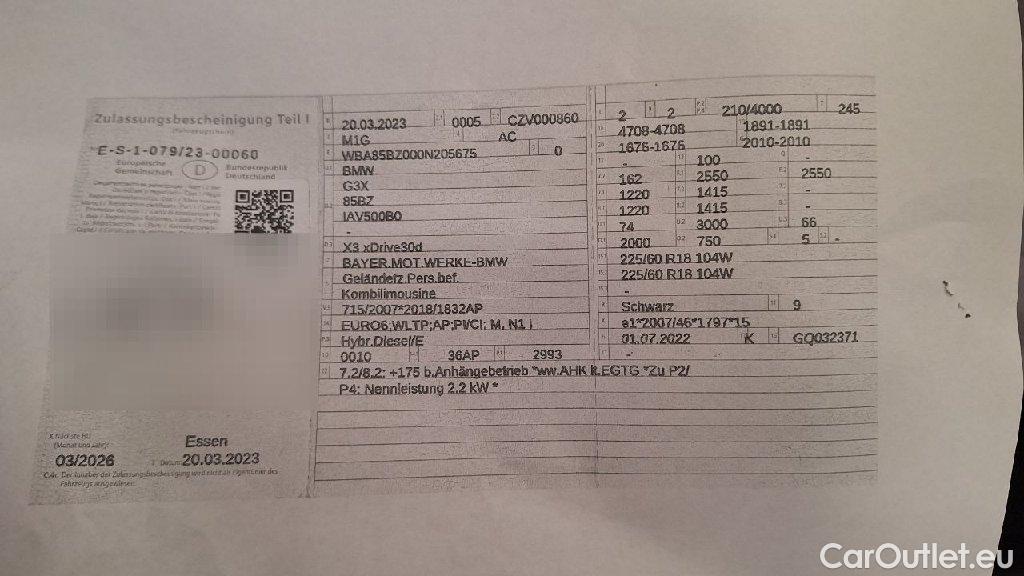 Zulassungsbescheinigung Teil I
(Fahrzeugschein)
*E-S-1-079/23-00060
Europäische Gemeinschaft
D
Bundesrepublik Deutschland
Essen
03/2026
20.03.2023
20.03.2023 0005 CZV000860
M1G AC
WBA85BZ000N205675 0
BMW
G3X
85BZ
IAV500B0
-
X3 xDrive30d
BAYER.MOT.WERKE-BMW
Geländefz.Pers.bef.
Kombilimousine
715/2007*2018/1832AP
EURO6;WLTP;AP;PI/CI; M, N1 I
Hybr.Diesel/E
0010 36AP 2993
7.2/8.2: +175 b.Anhängebetrieb *ww.AHK lt.EGTG *Zu P2/
P4: Nennleistung 2.2 kW *
2 2 210/4000 245
4708-4708 1891-1891
1676-1676 2010-2010
- 100 -
162 2550 2550
1220 1415 -
1220 1415 -
74 3000 66
2000 750 5 -
225/60 R18 104W
225/60 R18 104W
-
Schwarz 9
e1*2007/46*1797*15
01.07.2022 K GQ032371
-
CarOutlet.eu